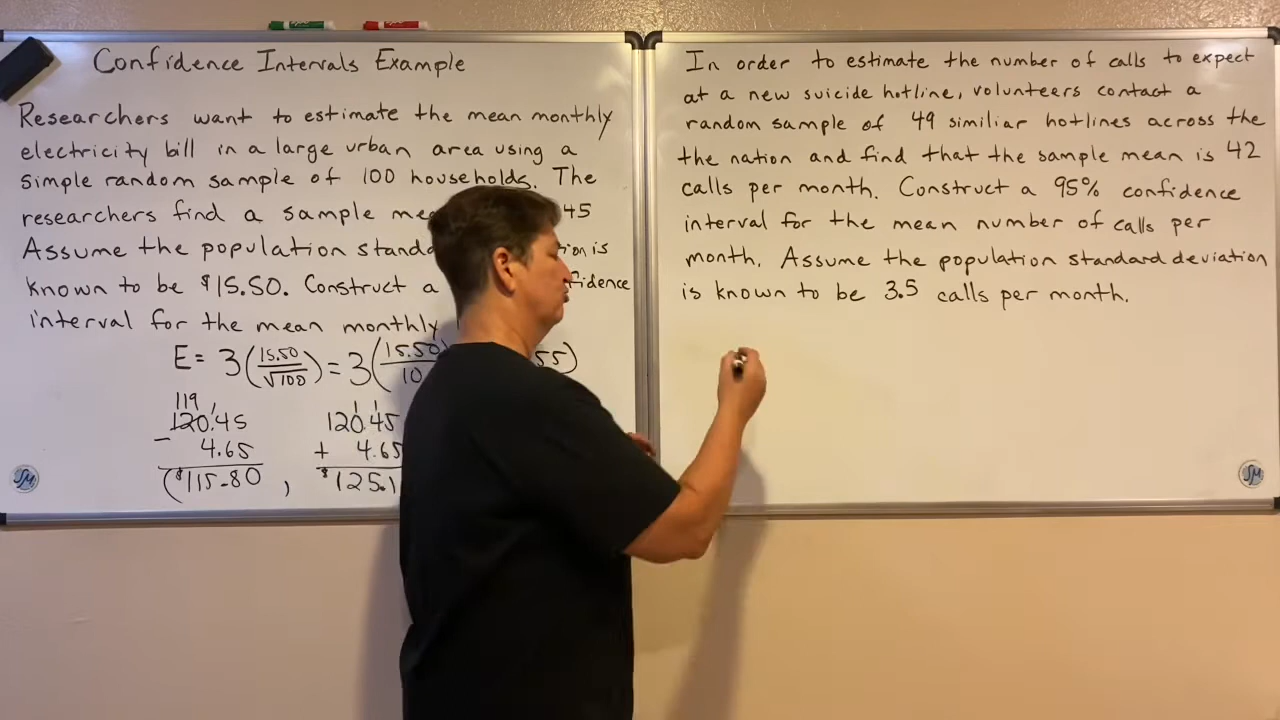 Confidence Intervals Example
Researchers want to estimate the mean monthly
electricity bill in a large urban area using a
simple random sample of 100 households. The
researchers find a sample 45
Assume the population is
known to be $15.50. Construct a
interval for the mean monthly
E = 3(15.50/√100) = 3(15.50/10 55)
119
120.45 120.45
- 4.65 + 4.65
($115.80 , $125.1
SM
In order to estimate the number of calls to expect
at a new suicide hotline, volunteers contact a
random sample of 49 similiar hotlines across the
the nation and find that the sample mean is 42
calls per month. Construct a 95% confidence
interval for the mean number of calls per
month. Assume the population standard deviation
is known to be 3.5 calls per month.
SM